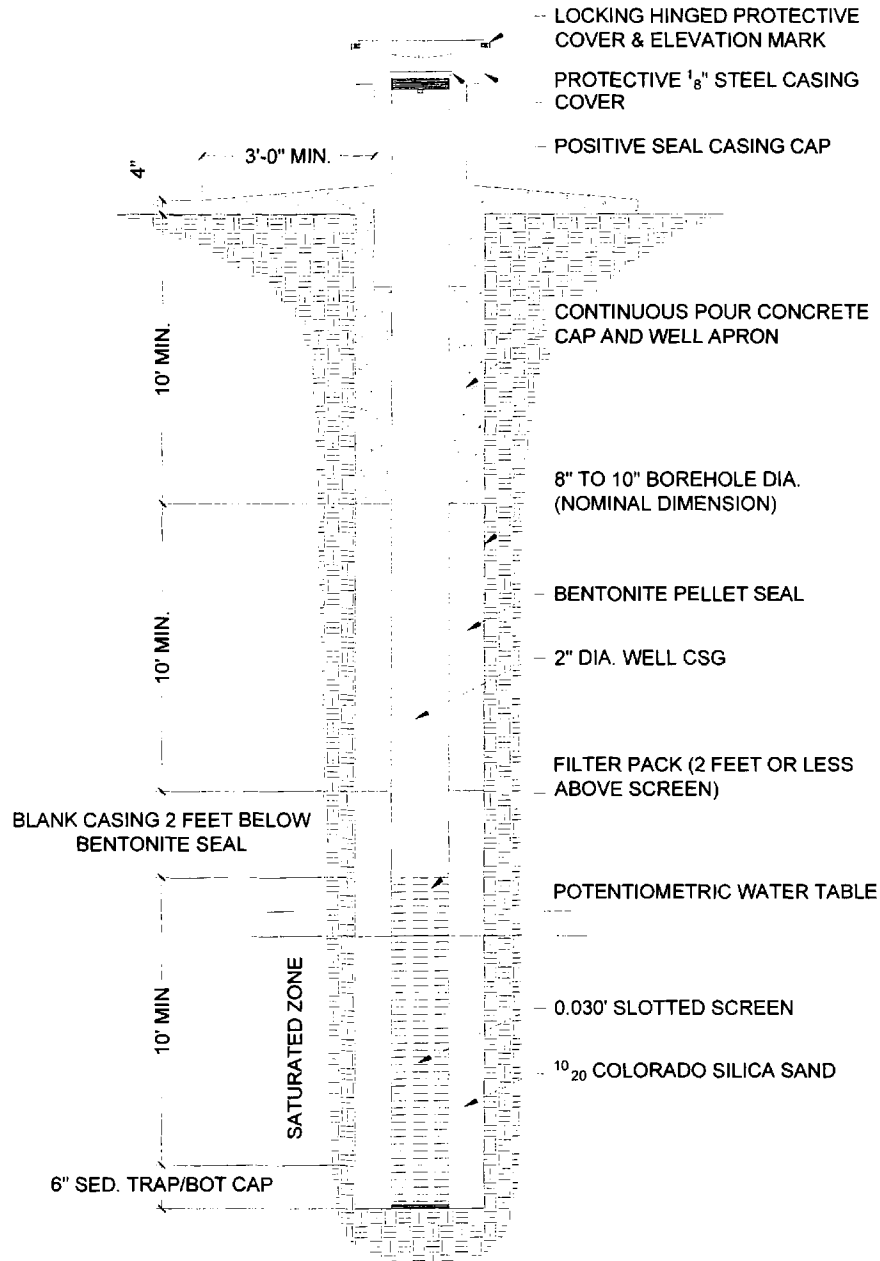 LOCKING HINGED PROTECTIVE
COVER & ELEVATION MARK
PROTECTIVE 1/8" STEEL CASING
COVER
POSITIVE SEAL CASING CAP
3'-0" MIN.
4"
10' MIN.
CONTINUOUS POUR CONCRETE
CAP AND WELL APRON
8" TO 10" BOREHOLE DIA.
(NOMINAL DIMENSION)
10' MIN.
BENTONITE PELLET SEAL
2" DIA. WELL CSG
FILTER PACK (2 FEET OR LESS
ABOVE SCREEN)
BLANK CASING 2 FEET BELOW
BENTONITE SEAL
POTENTIOMETRIC WATER TABLE
10' MIN
SATURATED ZONE
0.030' SLOTTED SCREEN
10/20 COLORADO SILICA SAND
6" SED. TRAP/BOT CAP